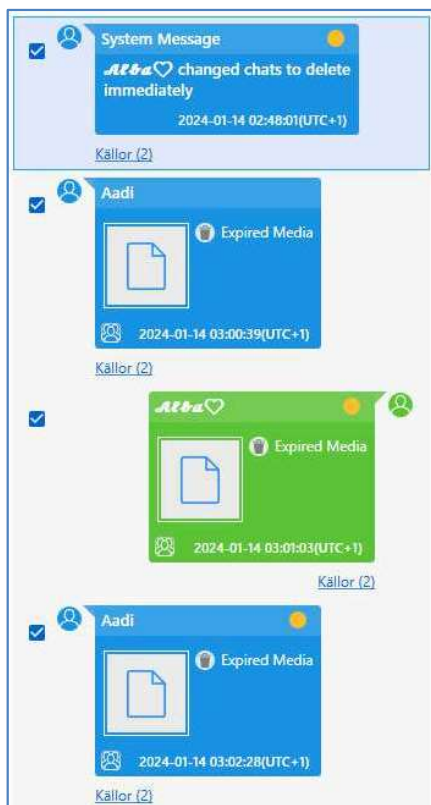 System Message
Alba♡ changed chats to delete
immediately
2024-01-14 02:48:01(UTC+1)
Källor (2)
Aadi
Expired Media
2024-01-14 03:00:39(UTC+1)
Källor (2)
Alba♡
Expired Media
2024-01-14 03:01:03(UTC+1)
Källor (2)
Aadi
Expired Media
2024-01-14 03:02:28(UTC+1)
Källor (2)